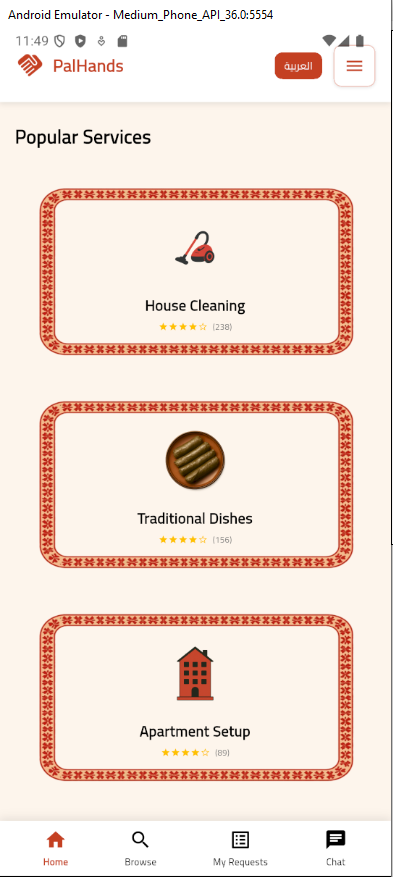 Android Emulator - Medium_Phone_API_36.0:5554
11:49
PalHands
العربية
Popular Services
House Cleaning
★★★★☆ (238)
Traditional Dishes
★★★★☆ (156)
Apartment Setup
★★★★☆ (89)
Home
Browse
My Requests
Chat